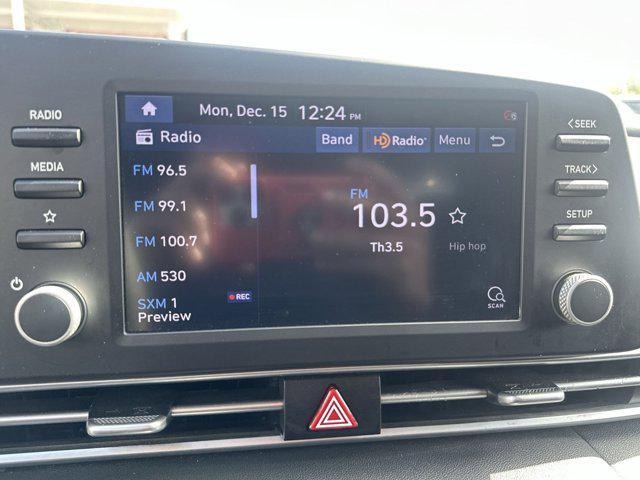 RADIO
MEDIA
Mon, Dec. 15 12:24 PM
Radio
Band
HD Radio
Menu
FM 96.5
FM 99.1
FM 100.7
AM 530
SXM 1
Preview
REC
FM
103.5
Th3.5
Hip hop
SCAN
<SEEK
TRACK>
SETUP